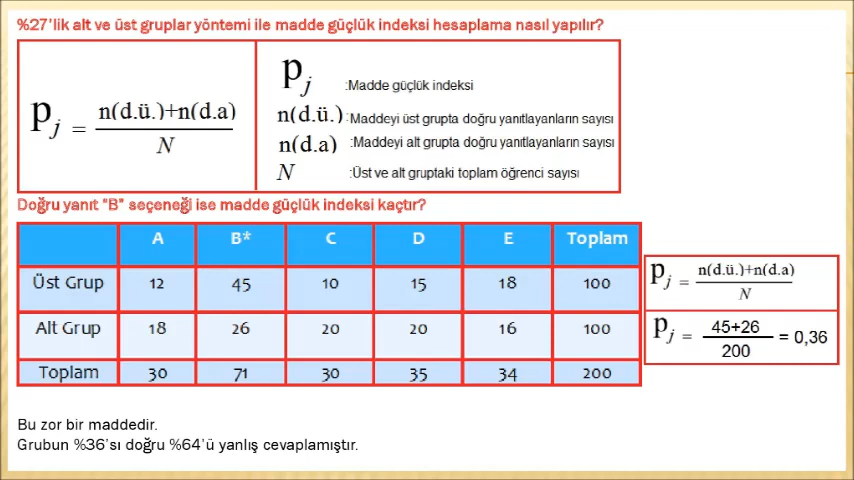 %27'lik alt ve üst gruplar yöntemi ile madde güçlük indeksi hesaplama nasıl yapılır?
Pj = n(d.ü.)+n(d.a) / N
Pj :Madde güçlük indeksi
n(d.ü.) :Maddeyi üst grupta doğru yanıtlayanların sayısı
n(d.a) :Maddeyi alt grupta doğru yanıtlayanların sayısı
N :Üst ve alt gruptaki toplam öğrenci sayısı
Doğru yanıt "B" seçeneği ise madde güçlük indeksi kaçtır?
A B* C D E Toplam
Üst Grup 12 45 10 15 18 100
Alt Grup 18 26 20 20 16 100
Toplam 30 71 30 35 34 200
Pj = n(d.ü.)+n(d.a) / N
Pj = 45+26 / 200 = 0,36
Bu zor bir maddedir.
Grubun %36'sı doğru %64'ü yanlış cevaplamıştır.